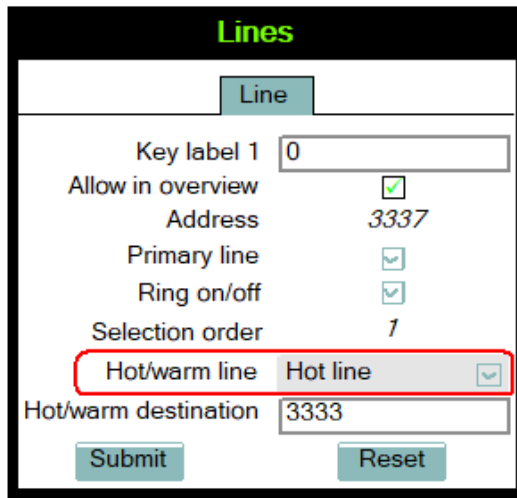 Lines
Line
Key label 1 0
Allow in overview
Address 3337
Primary line
Ring on/off
Selection order 1
Hot/warm line Hot line
Hot/warm destination 3333
Submit Reset